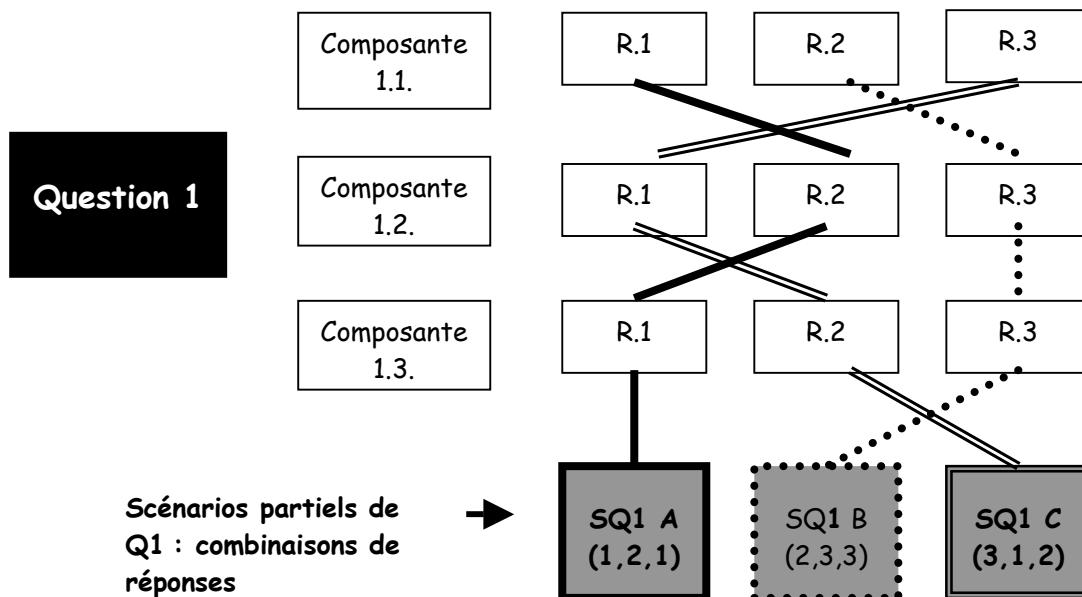 Composante
1.1.
R.1
R.2
R.3
Question 1
Composante
1.2.
R.1
R.2
R.3
Composante
1.3.
R.1
R.2
R.3
Scénarios partiels de
Q1 : combinaisons de
réponses
SQ1 A
(1,2,1)
SQ1 B
(2,3,3)
SQ1 C
(3,1,2)